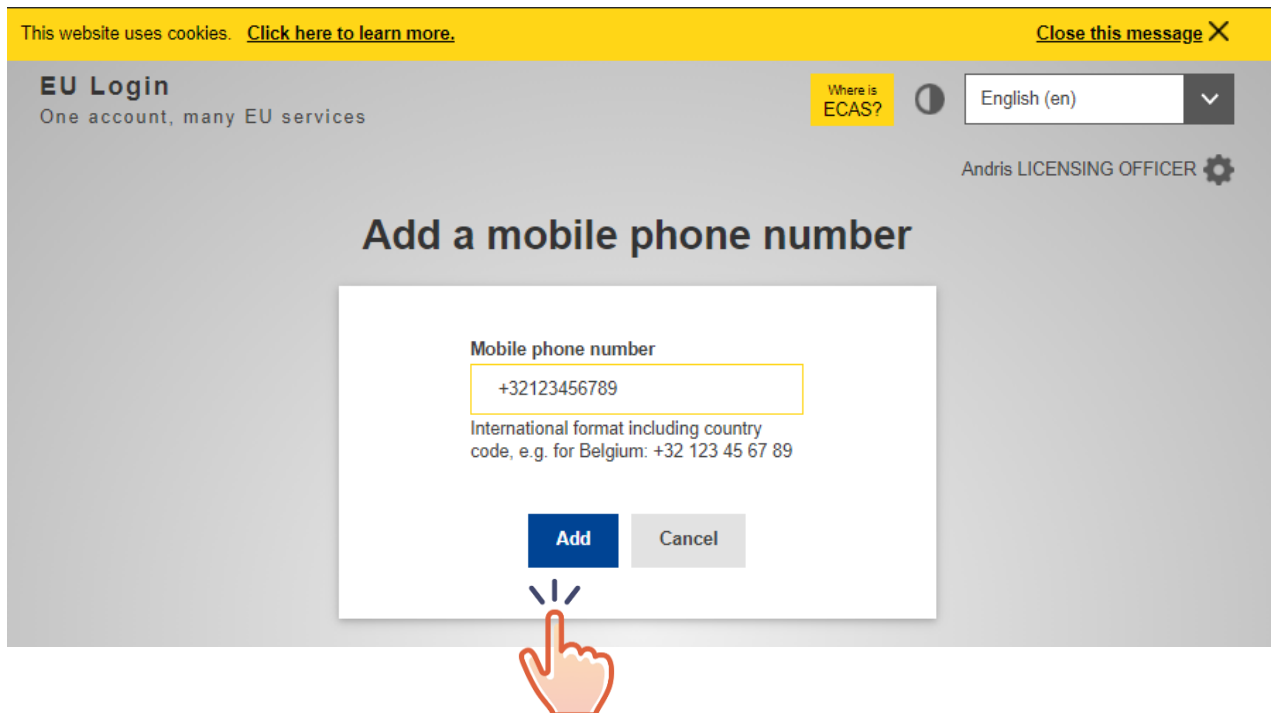 This website uses cookies. Click here to learn more. Close this message
EU Login
One account, many EU services
Where is
ECAS?
English (en)
Andris LICENSING OFFICER
Add a mobile phone number
Mobile phone number
+32123456789
International format including country
code, e.g. for Belgium: +32 123 45 67 89
Add Cancel